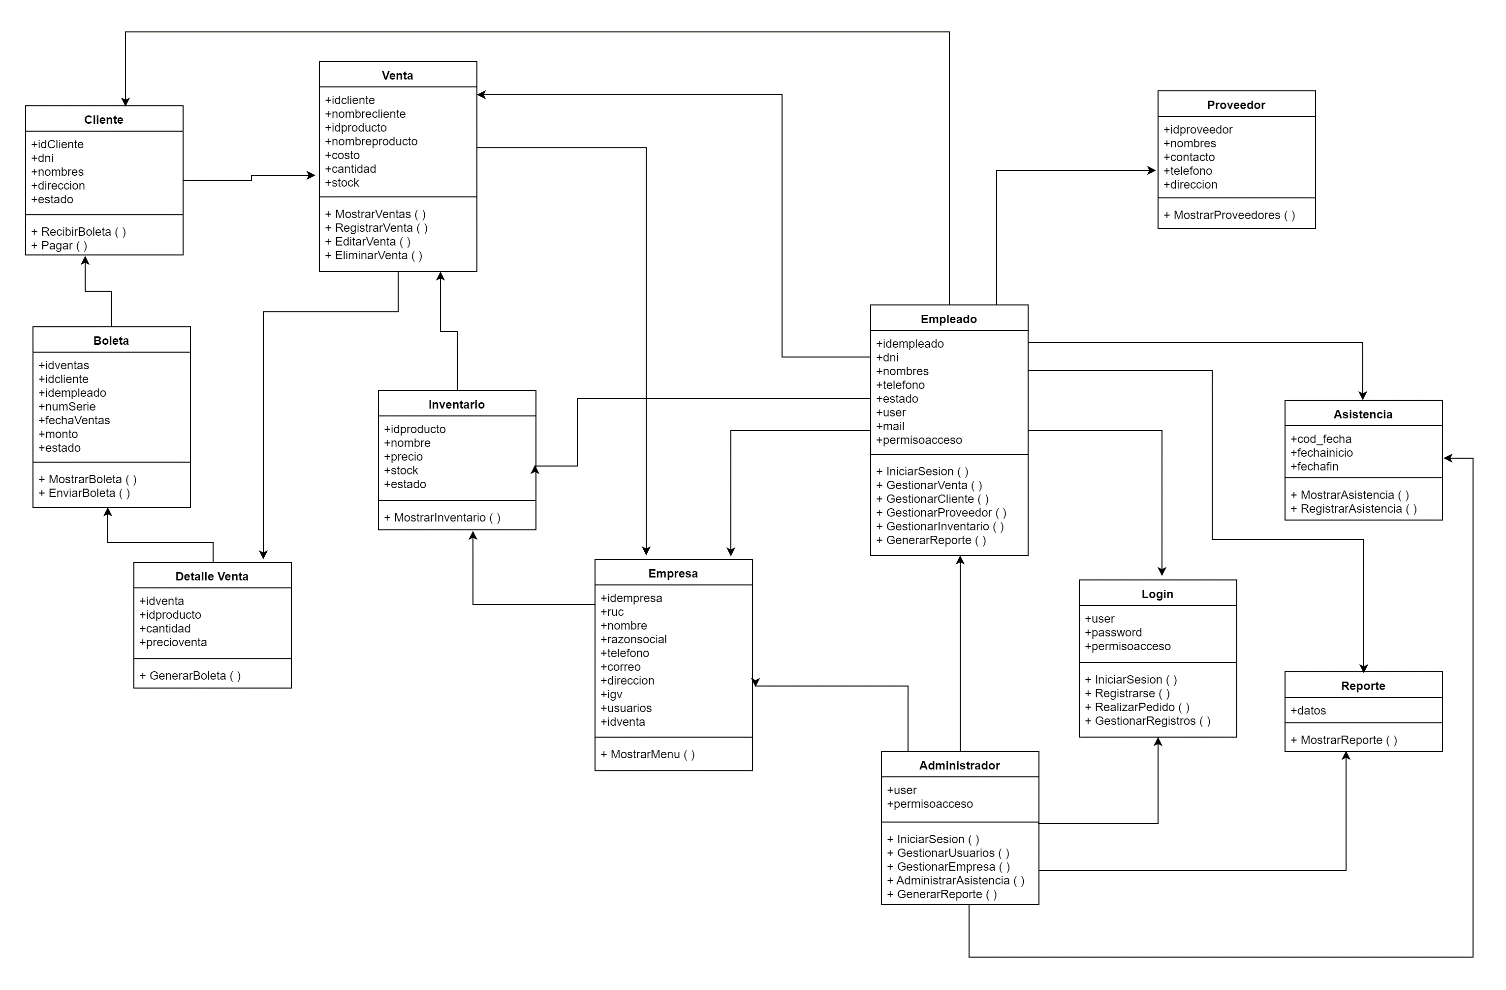 Cliente
+idCliente
+dni
+nombres
+direccion
+estado
+ RecibirBoleta ( )
+ Pagar ( )
Venta
+idcliente
+nombrecliente
+idproducto
+nombreproducto
+costo
+cantidad
+stock
+ MostrarVentas ( )
+ RegistrarVenta ( )
+ EditarVenta ( )
+ EliminarVenta ( )
Proveedor
+idproveedor
+nombres
+contacto
+telefono
+direccion
+ MostrarProveedores ( )
Boleta
+idventas
+idcliente
+idempleado
+numSerie
+fechaVentas
+monto
+estado
+ MostrarBoleta ( )
+ EnviarBoleta ( )
Inventario
+idproducto
+nombre
+precio
+stock
+estado
+ MostrarInventario ( )
Empleado
+idempleado
+dni
+nombres
+telefono
+estado
+user
+mail
+permisoacceso
+ IniciarSesion ( )
+ GestionarVenta ( )
+ GestionarCliente ( )
+ GestionarProveedor ( )
+ GestionarInventario ( )
+ GenerarReporte ( )
Asistencia
+cod_fecha
+fechainicio
+fechafin
+ MostrarAsistencia ( )
+ RegistrarAsistencia ( )
Detalle Venta
+idventa
+idproducto
+cantidad
+precioventa
+ GenerarBoleta ( )
Empresa
+idempresa
+ruc
+nombre
+razonsocial
+telefono
+correo
+direccion
+igv
+usuarios
+idventa
+ MostrarMenu ( )
Login
+user
+password
+permisoacceso
+ IniciarSesion ( )
+ Registrarse ( )
+ RealizarPedido ( )
+ GestionarRegistros ( )
Reporte
+datos
+ MostrarReporte ( )
Administrador
+user
+permisoacceso
+ IniciarSesion ( )
+ GestionarUsuarios ( )
+ GestionarEmpresa ( )
+ AdministrarAsistencia ( )
+ GenerarReporte ( )